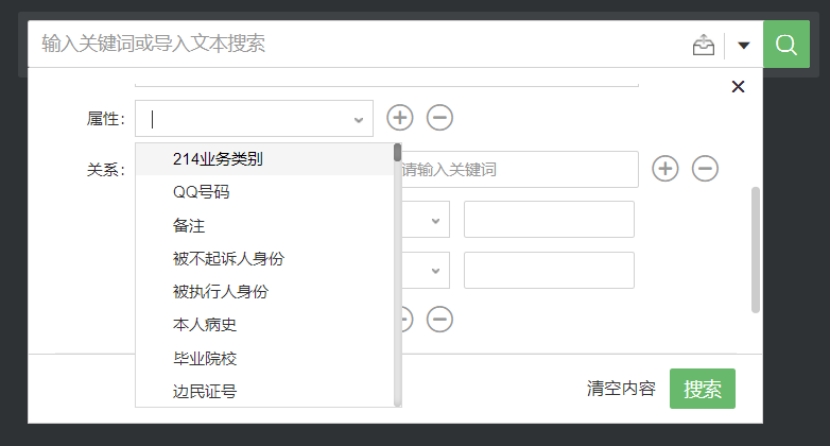 输入关键词或导入文本搜索
属性:
214业务类别
关系:
请输入关键词
QQ号码
备注
被不起诉人身份
被执行人身份
本人病史
毕业院校
边民证号
清空内容
搜索